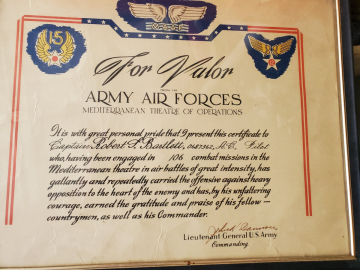 15
For Valor
ARMY AIR FORCES
MEDITERRANEAN THEATRE OF OPERATIONS
It is with great personal pride that I present this certificate to
Captain Robert F. Bartlett, A.C. Pilot
who, having been engaged in 106 combat missions in the
Mediterranean theatre in air battles of great intensity, has
gallantly and repeatedly carried the offensive against heavy
opposition to the heart of the enemy and has, by his unfaltering
courage, earned the gratitude and praise of his fellow —
countrymen, as well as his Commander.
Lieutenant General U.S. Army
Commanding